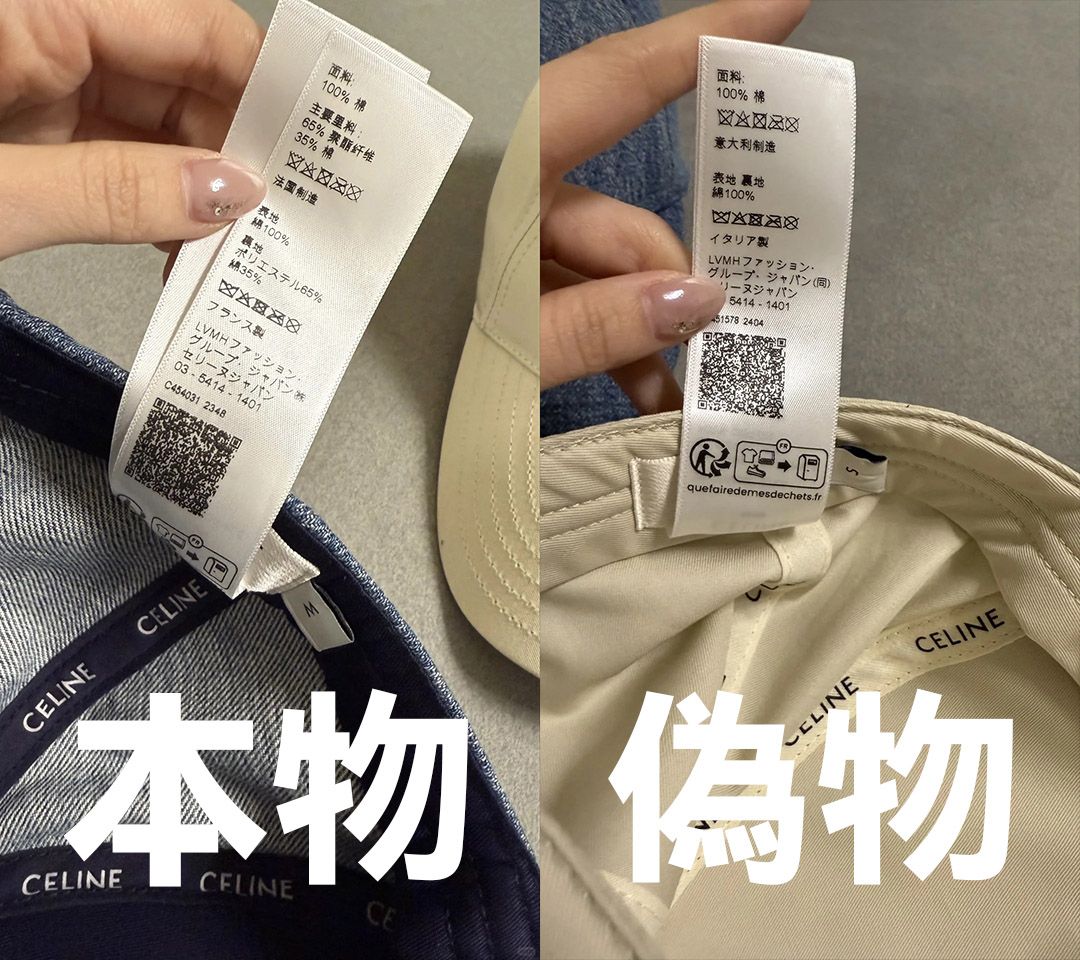 面料:
100% 棉
主要里料:
65% 聚酯纤维
35% 棉
法国制造
表地
綿100%
裏地
ポリエステル65%
綿35%
フランス製
LVMHファッション・
グループ・ジャパン㈱
セリーヌジャパン
03 - 5414 - 1401
C454031 2348
FR
M
CELINE
CELINE
CELINE
CELINE
CE
本物
面料:
100% 棉
意大利制造
表地 裏地
綿100%
イタリア製
LVMHファッション・
グループ・ジャパン(同)
リーヌジャパン
5414 - 1401
451578 2404
FR
quefairedemesdechets.fr
S
CELINE
CELINE
偽物